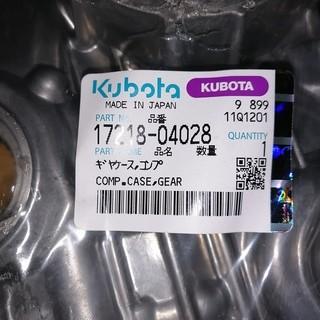 Kubota KUBOTA
MADE IN JAPAN 9 899
PART NO. 品番 11Q1201
17218-04028 QUANTITY
PART NAME 品名 数量 1
ギヤケース,コンプ
COMP.CASE,GEAR